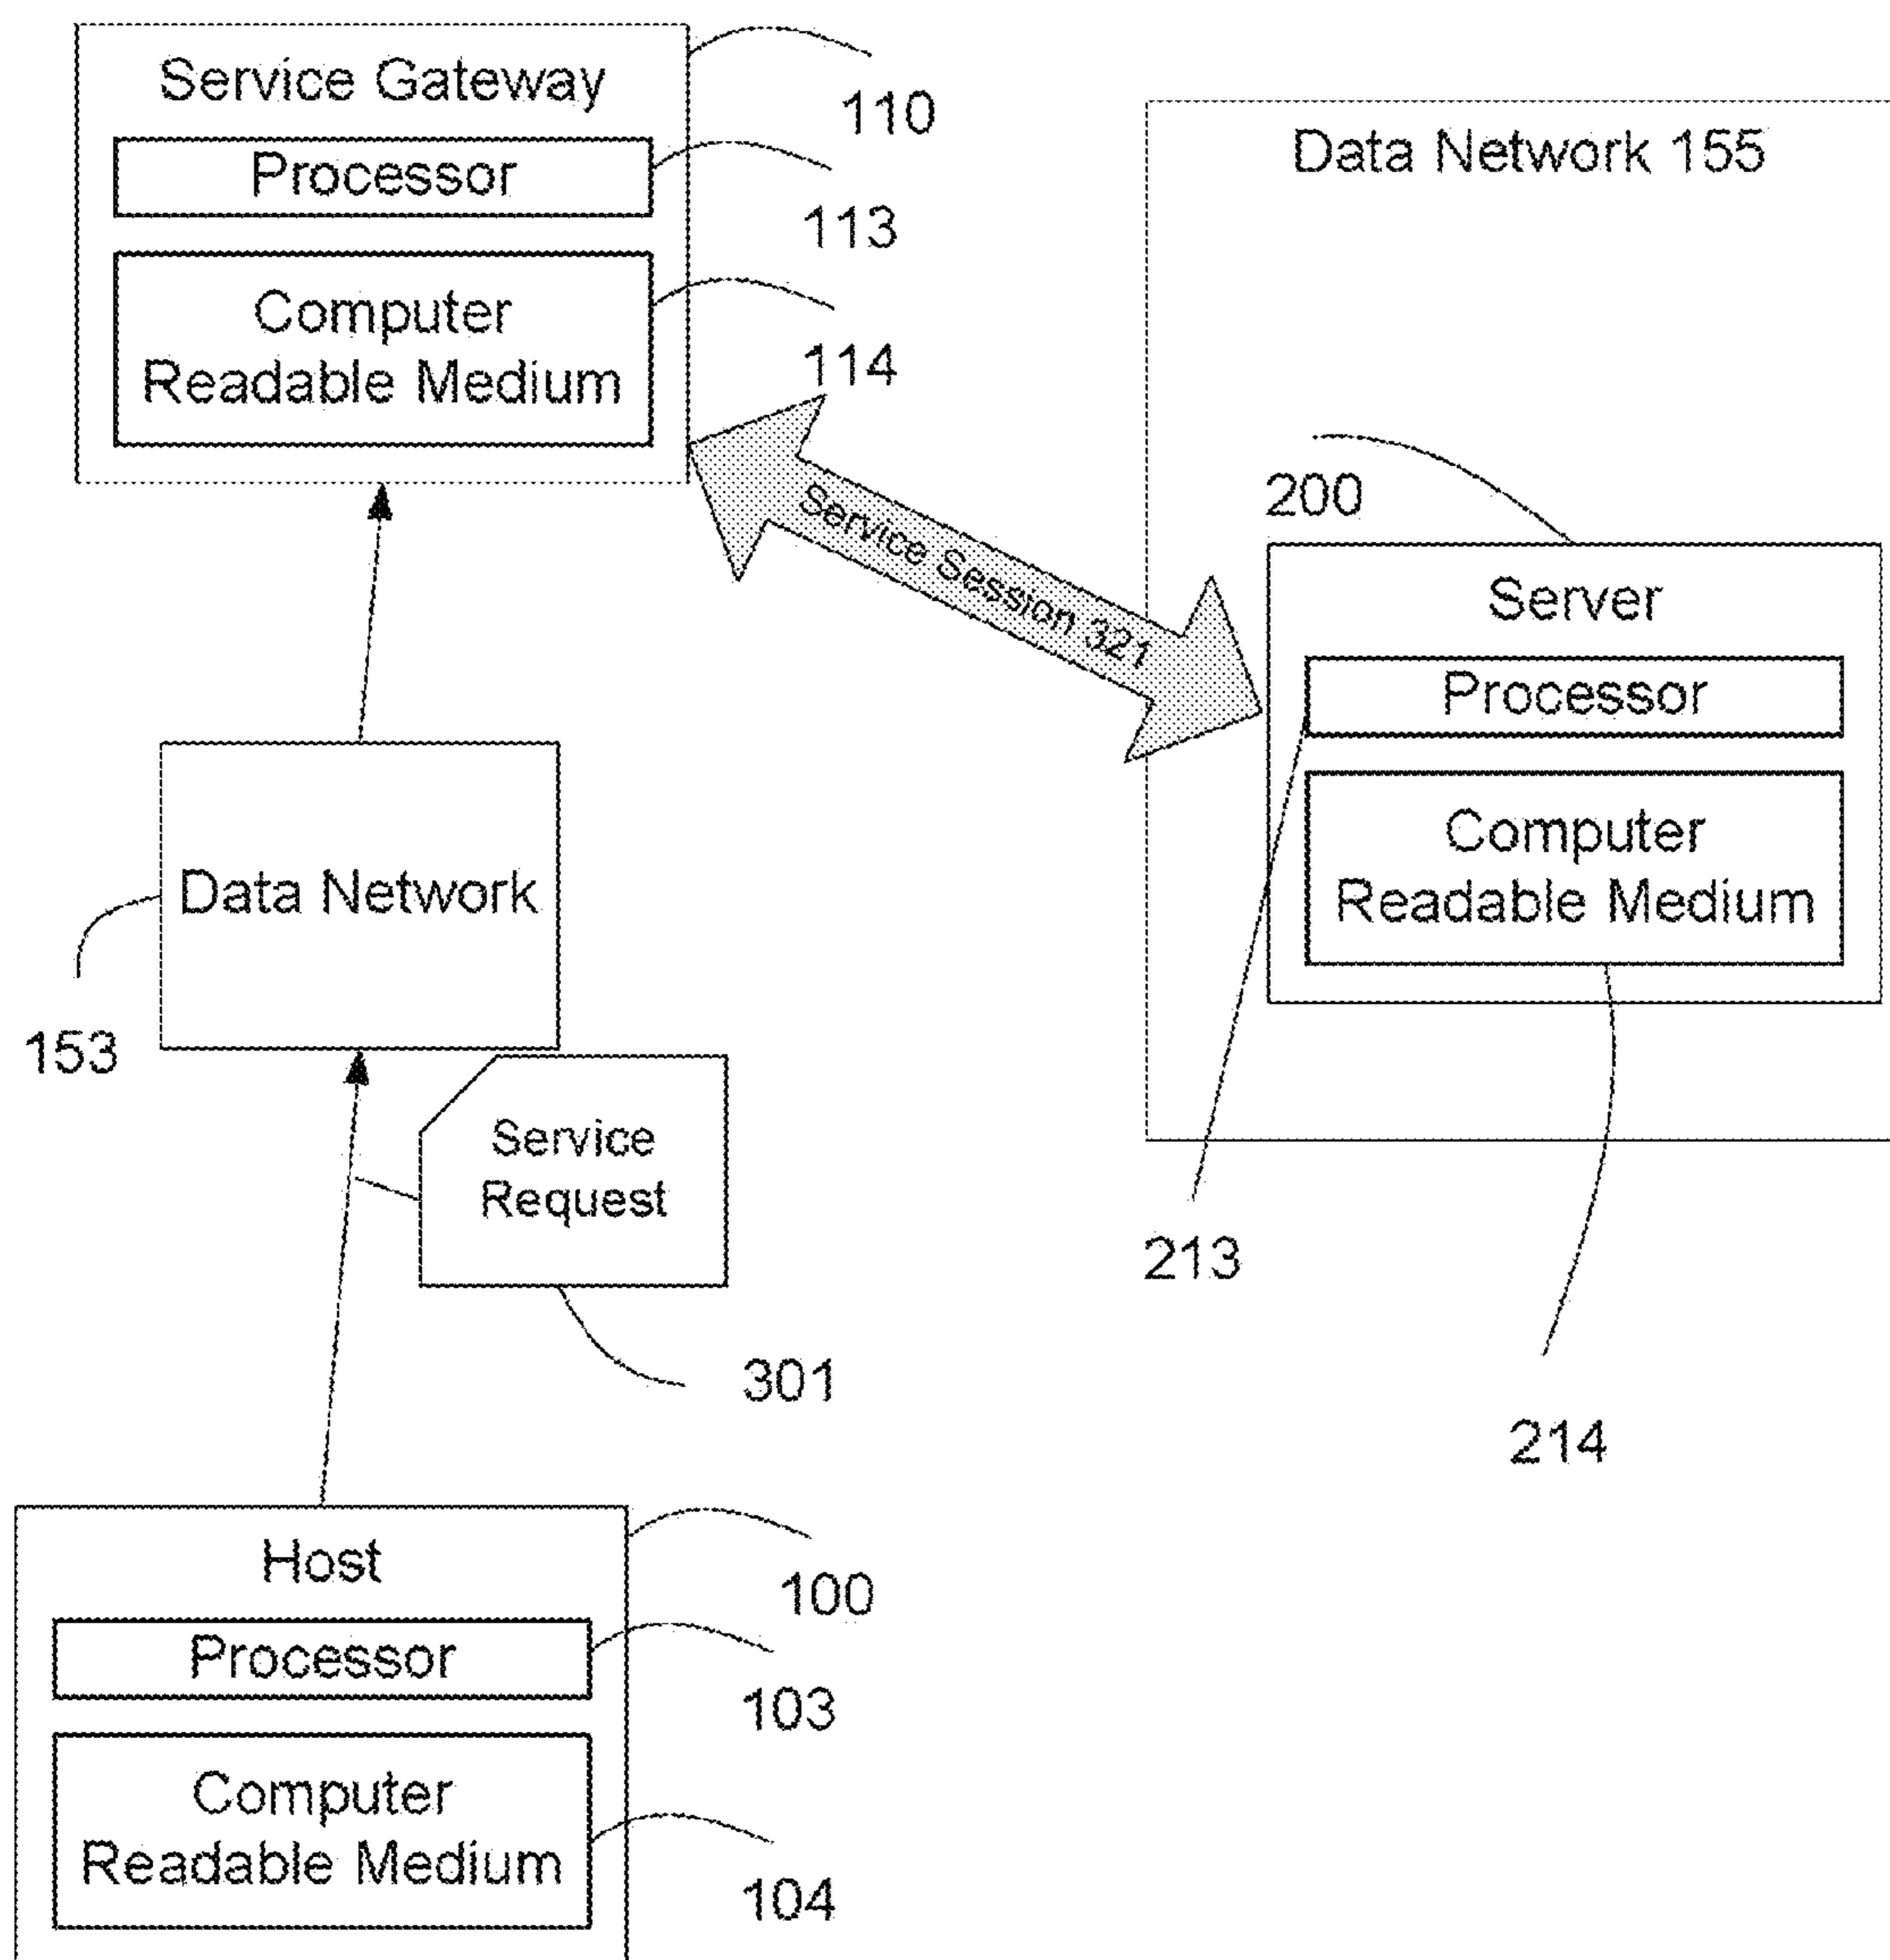 Service Gateway
110
Processor
113
Computer
Readable Medium
114
Data Network 155
Service Session 321
200
Server
Processor
Computer
Readable Medium
213
214
Data Network
153
Service
Request
301
Host
100
Processor
103
Computer
Readable Medium
104